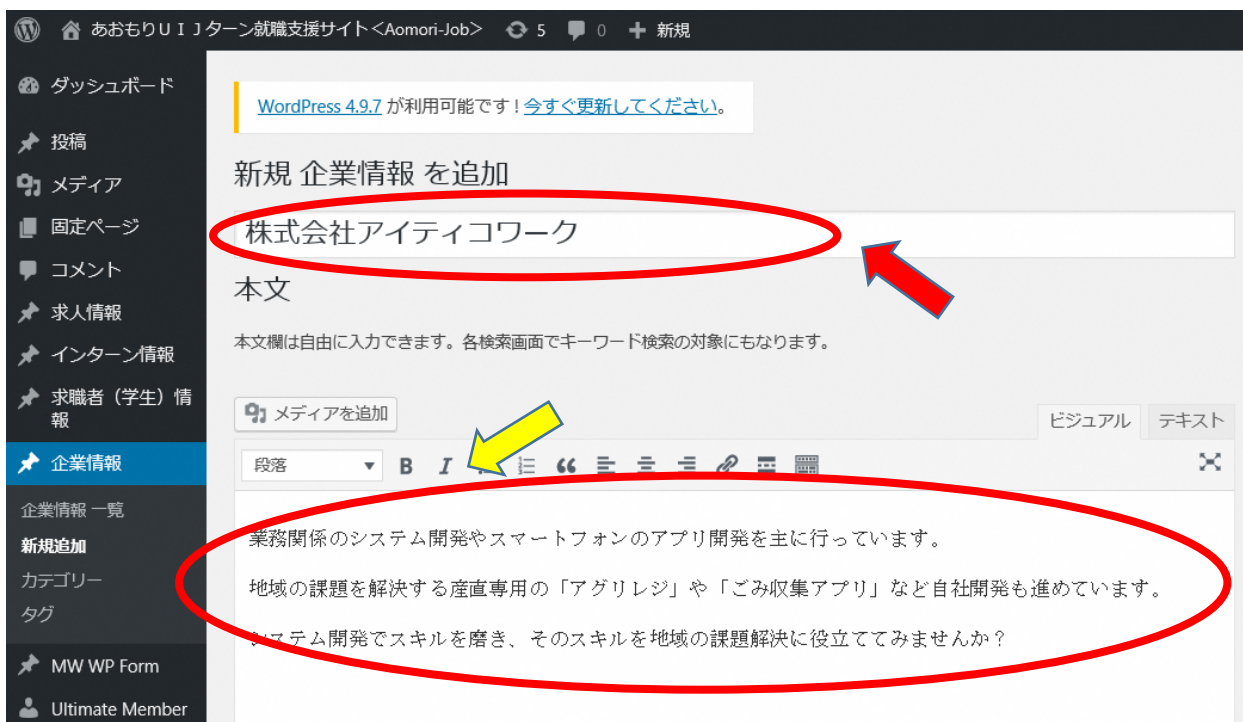 あおもりUIJターン就職支援サイト<Aomori-Job> 5 0 新規
ダッシュボード
投稿
メディア
固定ページ
コメント
求人情報
インターン情報
求職者（学生）情
報
企業情報
企業情報 一覧
新規追加
カテゴリー
タグ
MW WP Form
Ultimate Member
WordPress 4.9.7 が利用可能です ! 今すぐ更新してください。
新規 企業情報 を追加
株式会社アイティコワーク
本文
本文欄は自由に入力できます。各検索画面でキーワード検索の対象にもなります。
メディアを追加
ビジュアル テキスト
段落 B I
業務関係のシステム開発やスマートフォンのアプリ開発を主に行っています。
地域の課題を解決する産直専用の「アグリレジ」や「ごみ収集アプリ」など自社開発も進めています。
システム開発でスキルを磨き、そのスキルを地域の課題解決に役立ててみませんか？